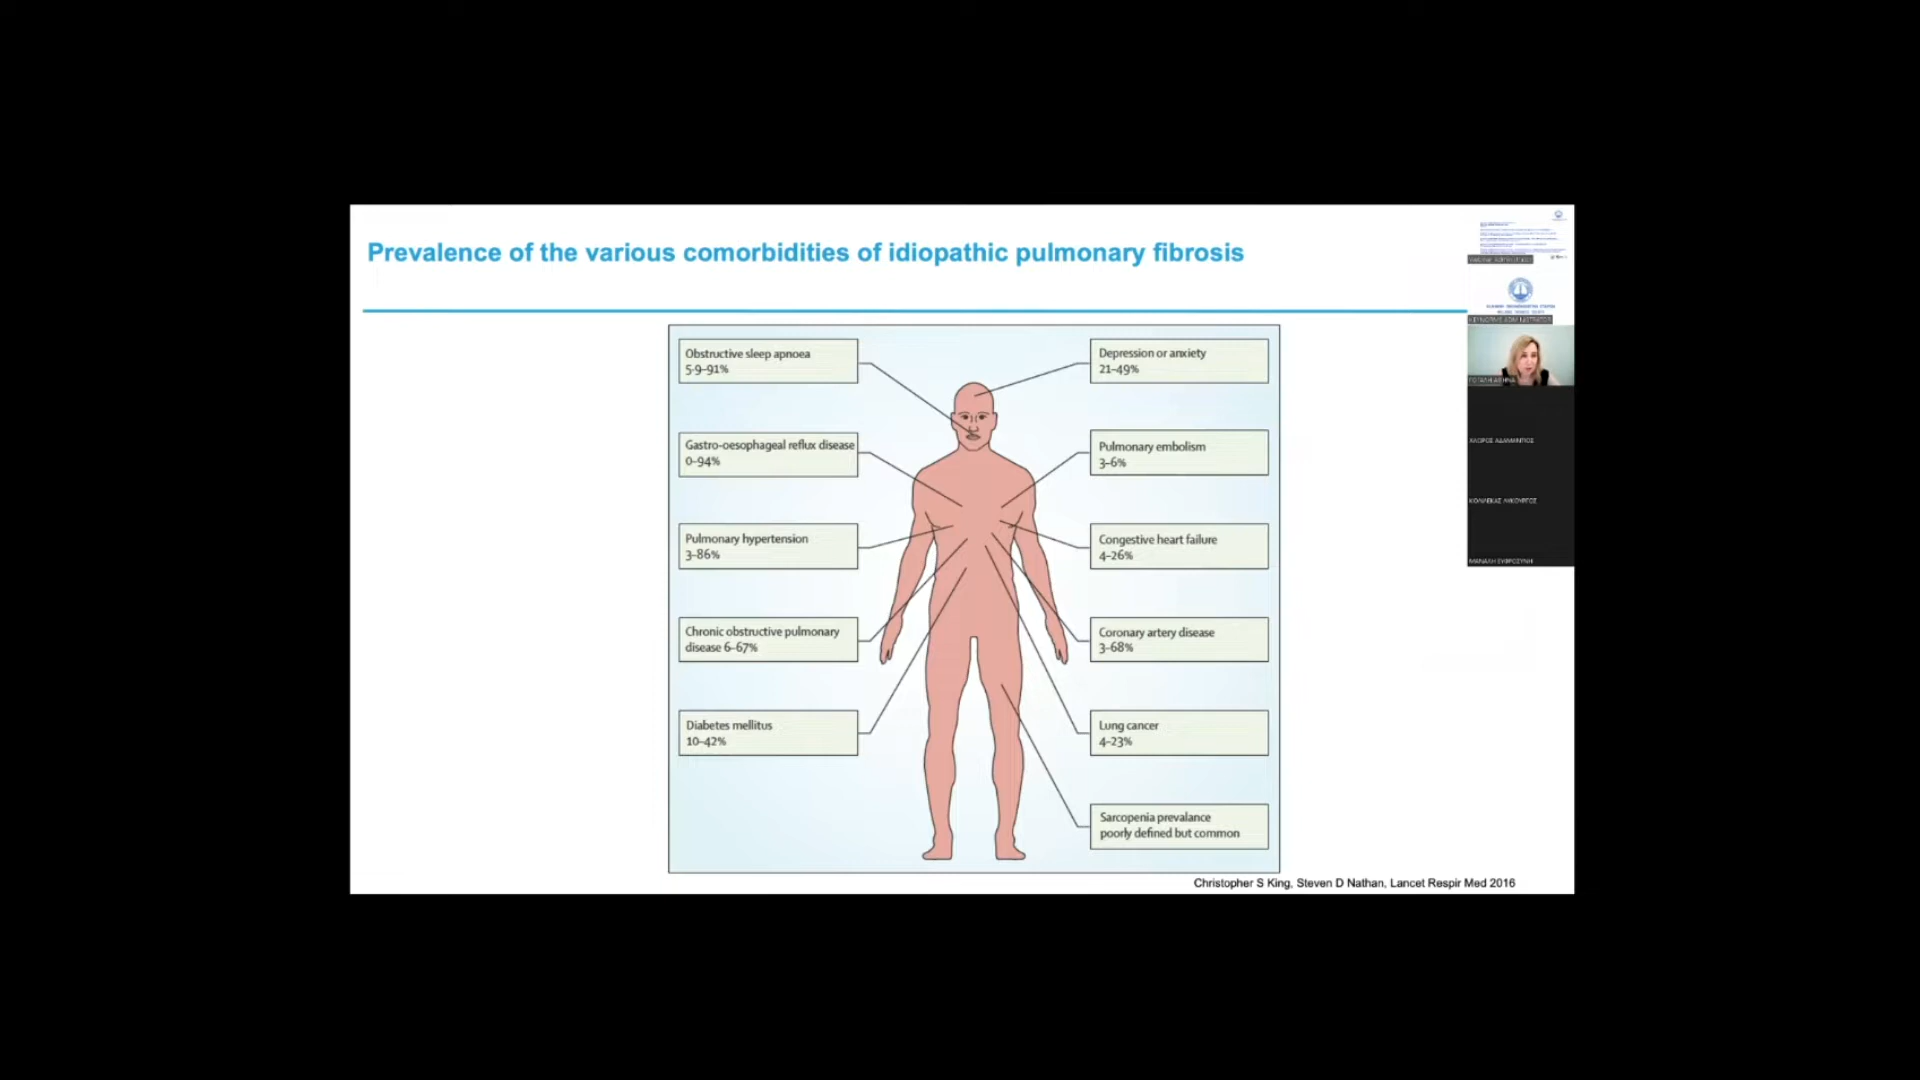 Prevalence of the various comorbidities of idiopathic pulmonary fibrosis
Obstructive sleep apnoea
5·9–91%
Gastro-oesophageal reflux disease
0–94%
Pulmonary hypertension
3–86%
Chronic obstructive pulmonary
disease 6–67%
Diabetes mellitus
10–42%
Depression or anxiety
21–49%
Pulmonary embolism
3–6%
Congestive heart failure
4–26%
Coronary artery disease
3–68%
Lung cancer
4–23%
Sarcopenia prevalance
poorly defined but common
Christopher S King, Steven D Nathan, Lancet Respir Med 2016